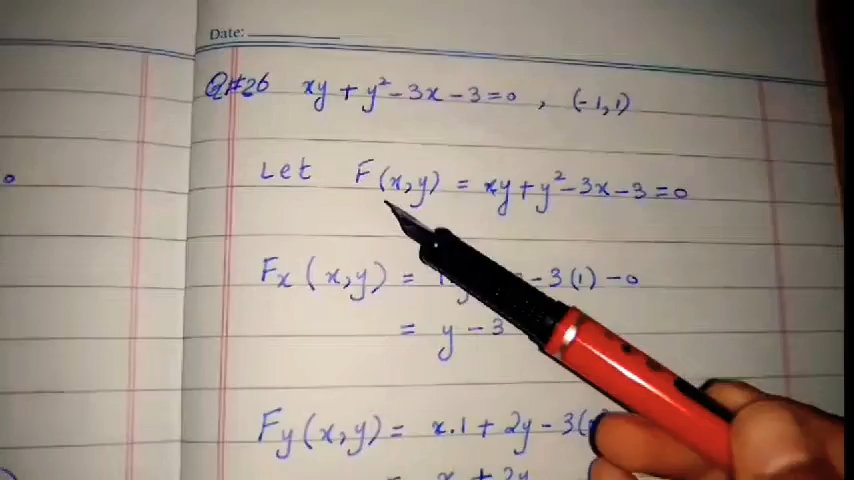 Date:
Q#26 xy + y² - 3x - 3 = 0 , (-1,1)
Let F(x,y) = xy + y² - 3x - 3 = 0
Fx (x,y) = - 3(1) - 0
= y - 3
Fy (x,y) = x.1 + 2y - 3(
= x + 2y